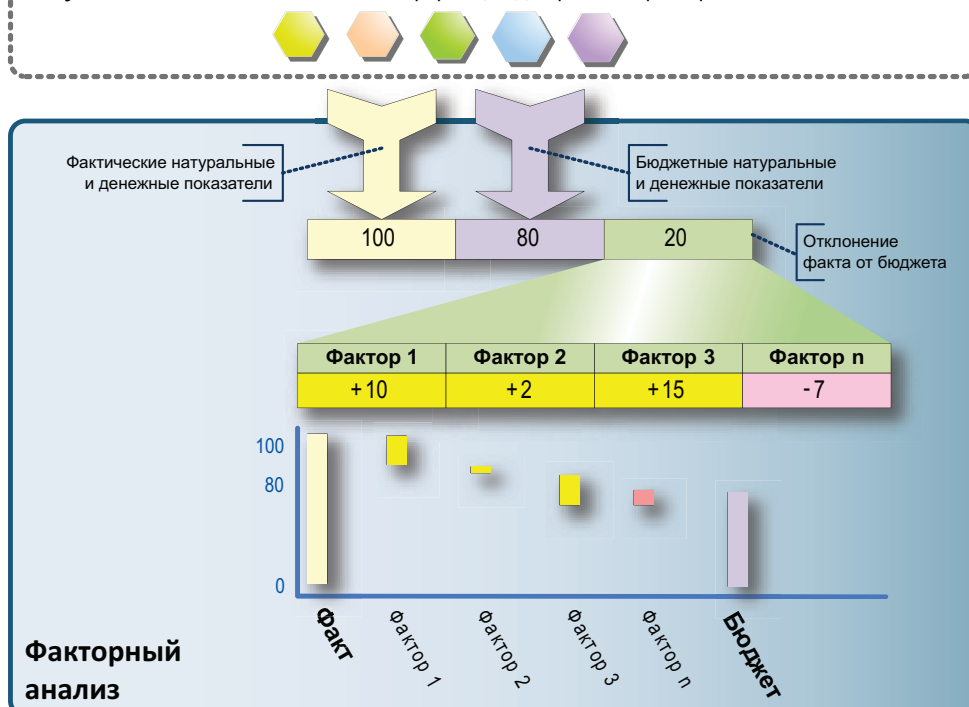 Фактические натуральные
и денежные показатели
Бюджетные натуральные
и денежные показатели
100 80 20
Отклонение
факта от бюджета
Фактор 1 Фактор 2 Фактор 3 Фактор n
+10 +2 +15 -7
100
80
0
Факт Фактор 1 Фактор 2 Фактор 3 Фактор n Бюджет
Факторный
анализ